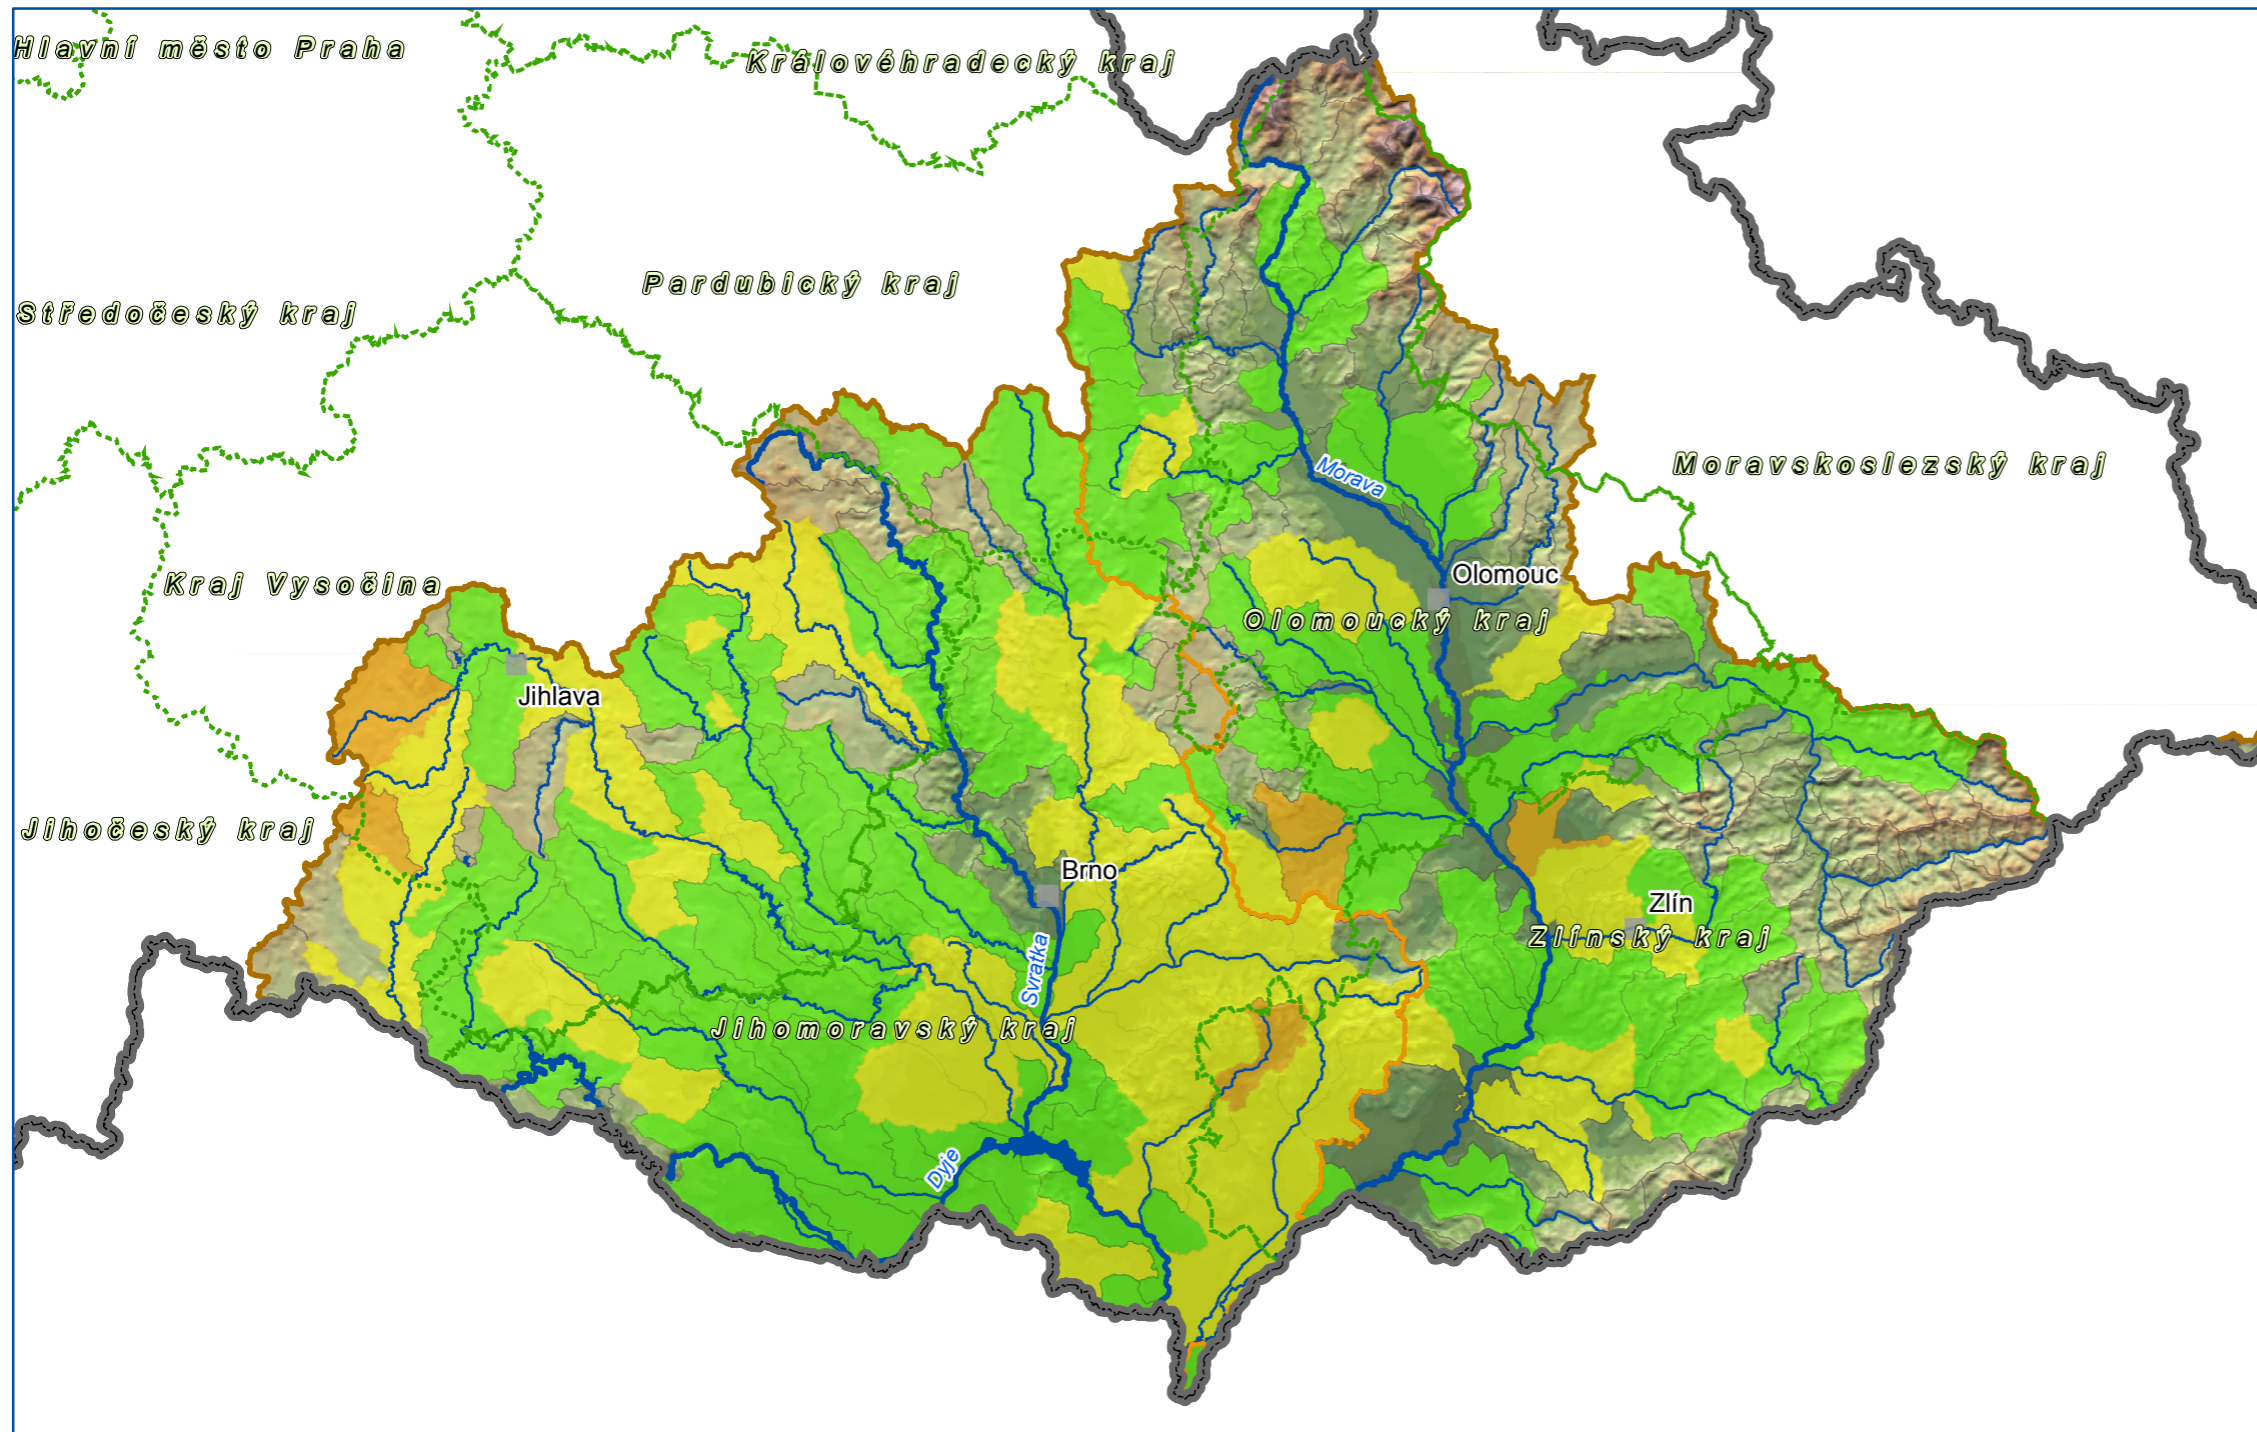 Hlavní město Praha
Královéhradecký kraj
Pardubický kraj
Středočeský kraj
Moravskoslezský kraj
Morava
Olomouc
Kraj Vysočina
Olomoucký kraj
Jihlava
Jihočeský kraj
Brno
Zlín
Zlínský kraj
Svratka
Jihomoravský kraj
Dyje